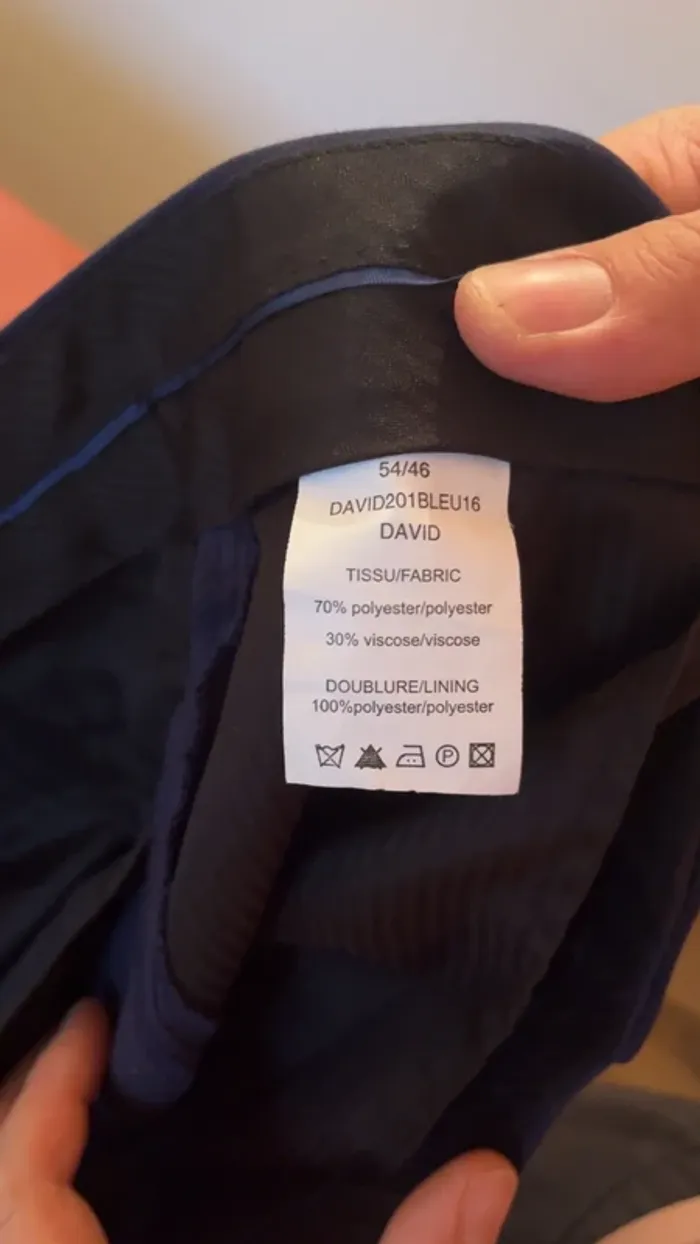 54/46
DAVID201BLEU16
DAVID
TISSU/FABRIC
70% polyester/polyester
30% viscose/viscose
DOUBLURE/LINING
100%polyester/polyester
P